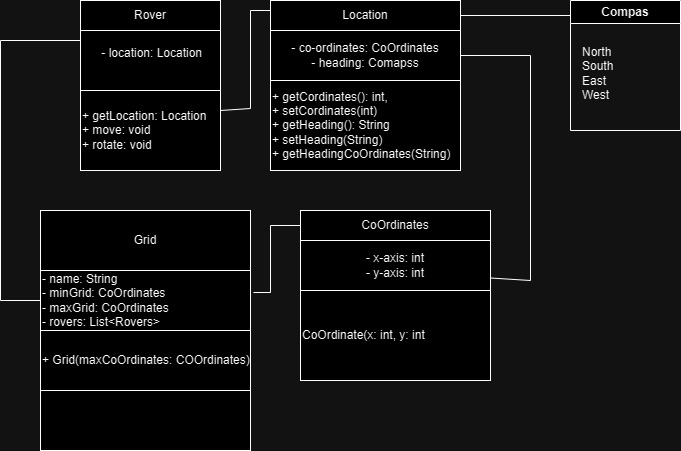 Rover
- location: Location
+ getLocation: Location
+ move: void
+ rotate: void
Location
- co-ordinates: CoOrdinates
- heading: Comapss
+ getCordinates(): int,
+ setCordinates(int)
+ getHeading(): String
+ setHeading(String)
+ getHeadingCoOrdinates(String)
Compas
North
South
East
West
Grid
- name: String
- minGrid: CoOrdinates
- maxGrid: CoOrdinates
- rovers: List<Rovers>
+ Grid(maxCoOrdinates: COOrdinates)
CoOrdinates
- x-axis: int
- y-axis: int
CoOrdinate(x: int, y: int